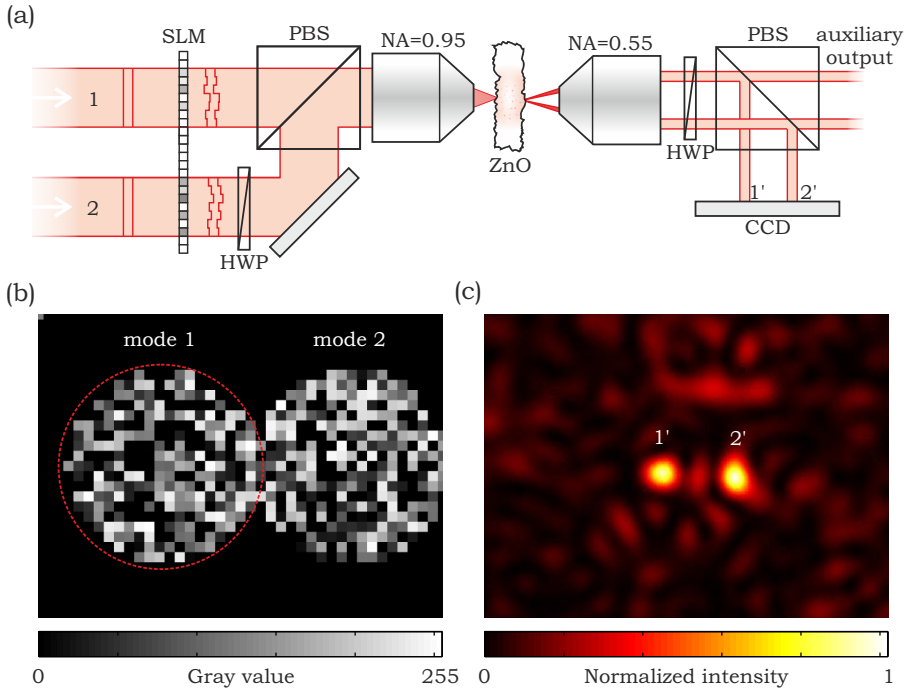 (a)
SLM
PBS
NA=0.95
NA=0.55
PBS
auxiliary
output
1
2
HWP
ZnO
HWP
1'
2'
CCD
(b)
mode 1
mode 2
0
Gray value
255
(c)
1'
2'
0
Normalized intensity
1